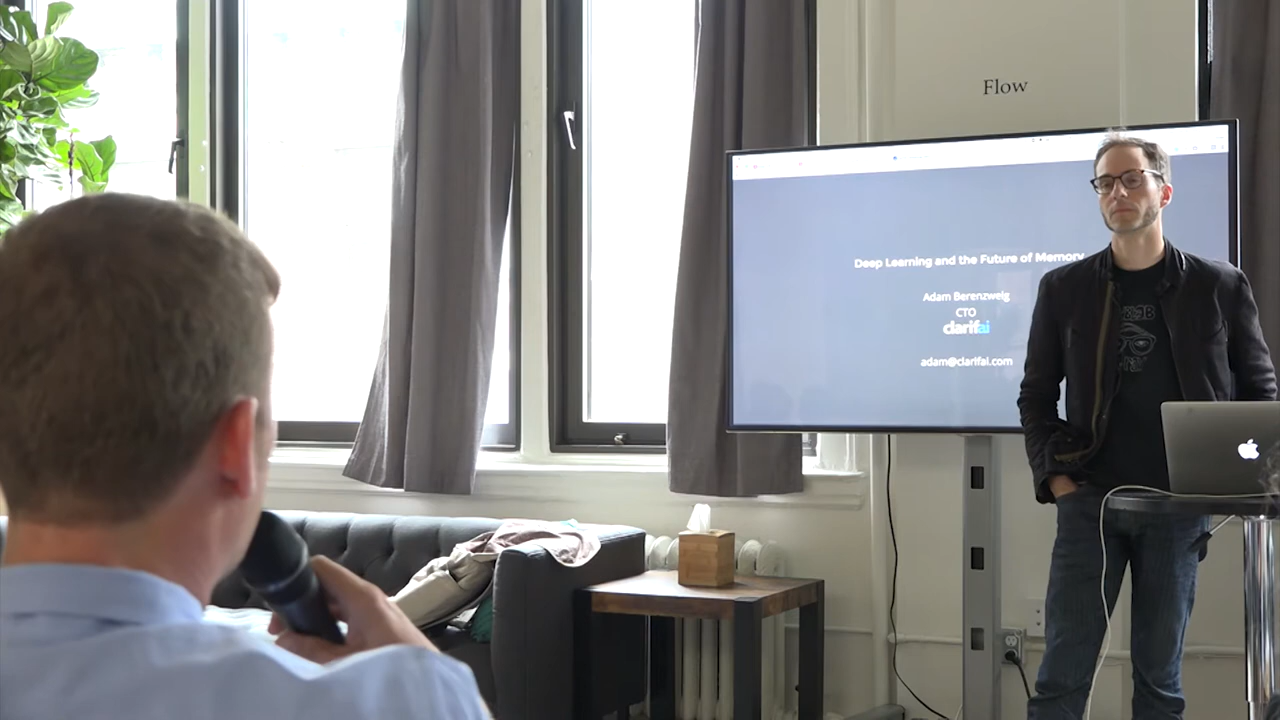 Flow
Deep Learning and the Future of Memory
Adam Berenzweig
CTO
clarifai
adam@clarifai.com